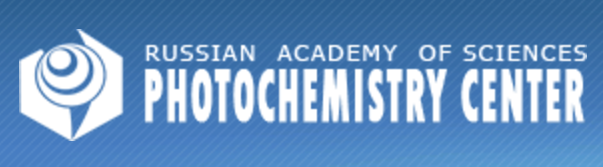 RUSSIAN ACADEMY OF SCIENCES
PHOTOCHEMISTRY CENTER